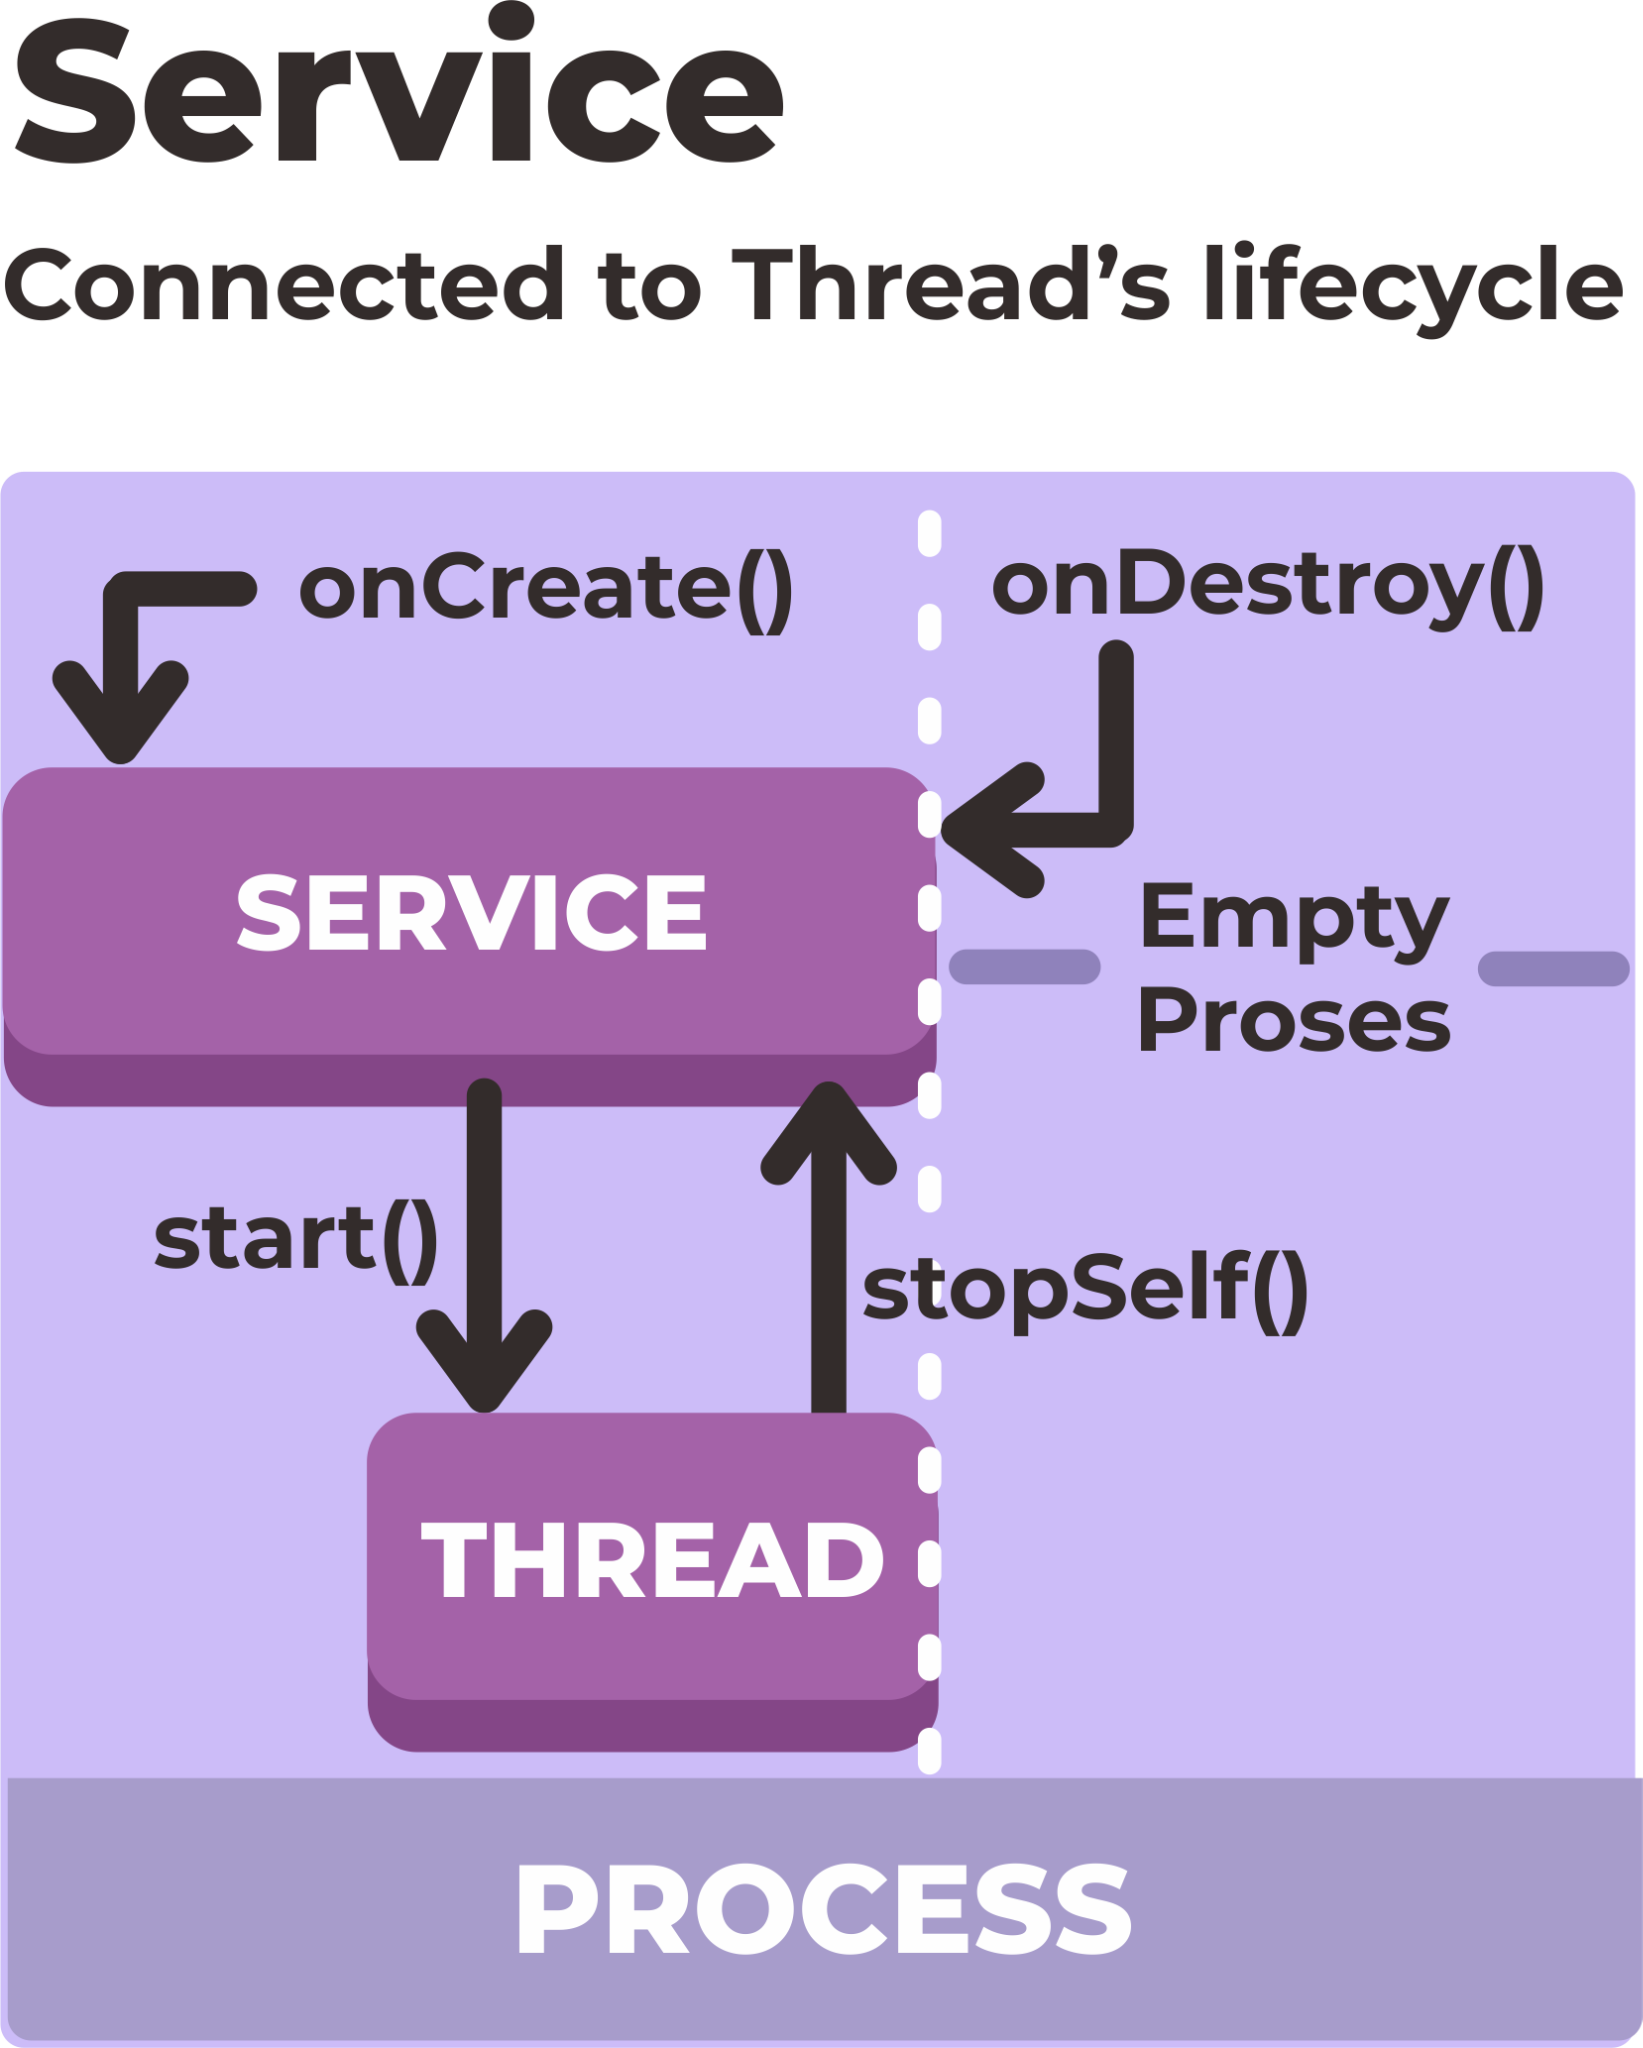 Service
Connected to Thread’s lifecycle
onCreate()
onDestroy()
SERVICE
Empty
Proses
start()
stopSelf()
THREAD
PROCESS